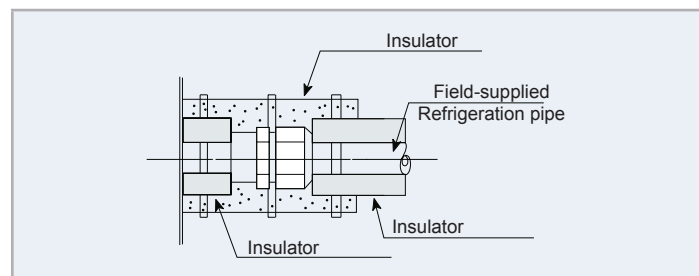 Insulator
Field-supplied
Refrigeration pipe
Insulator
Insulator